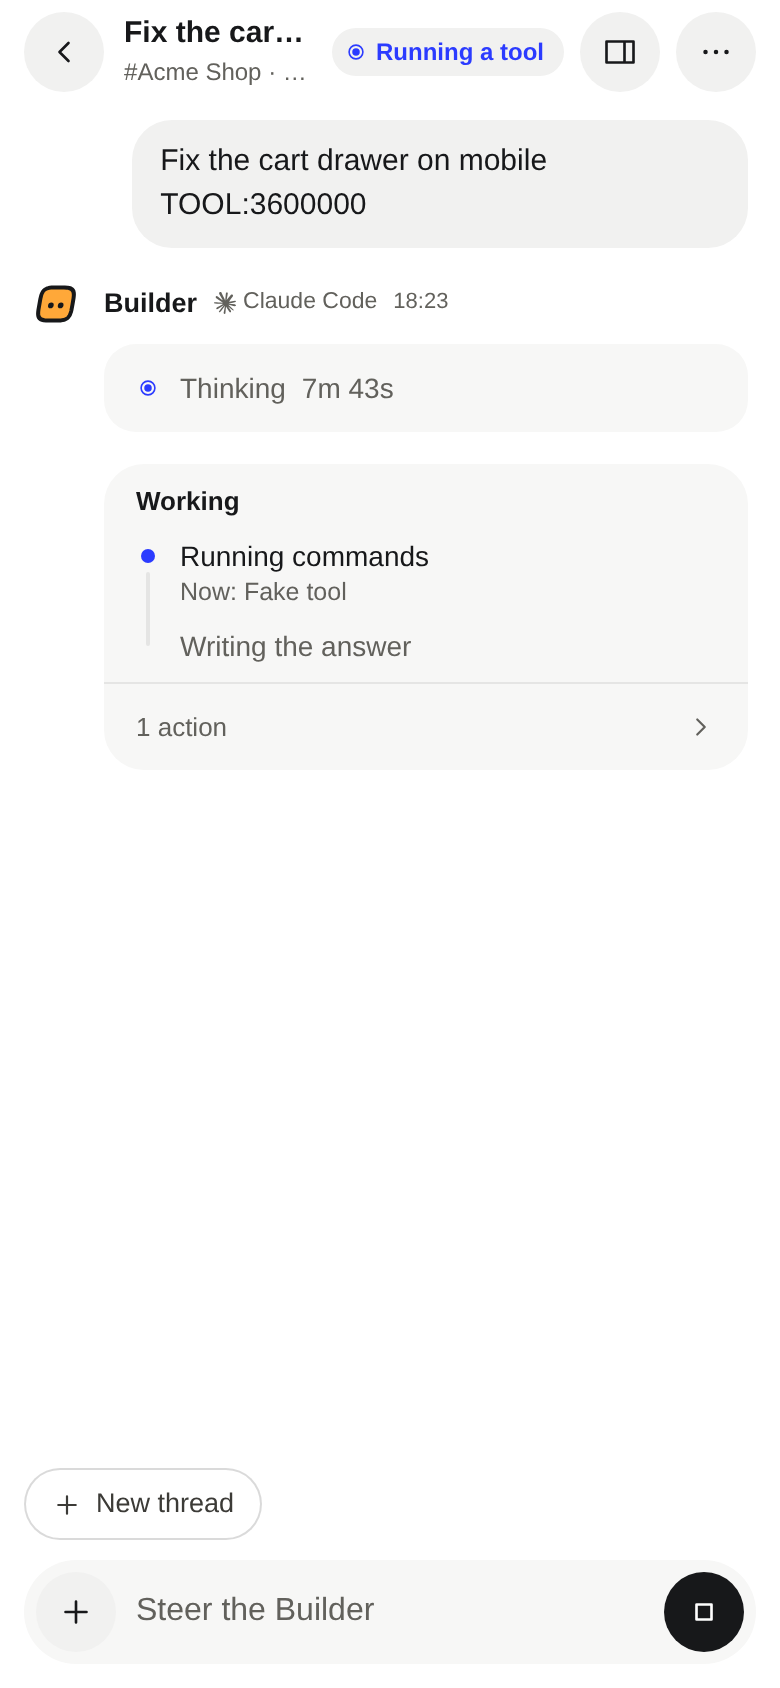 Fix the car…
#Acme Shop · …
Running a tool
Fix the cart drawer on mobile
TOOL:3600000
Builder Claude Code 18:23
Thinking 7m 43s
Working
Running commands
Now: Fake tool
Writing the answer
1 action
New thread
Steer the Builder